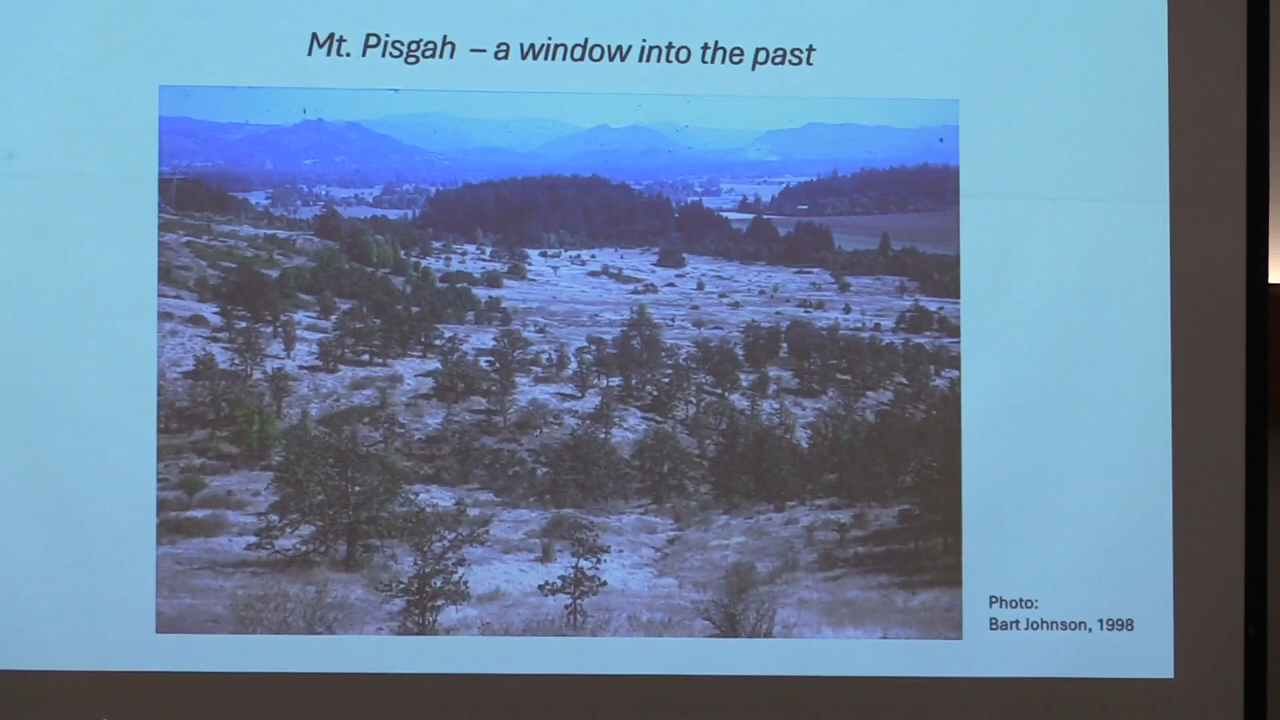 Mt. Pisgah – a window into the past
Photo:
Bart Johnson, 1998